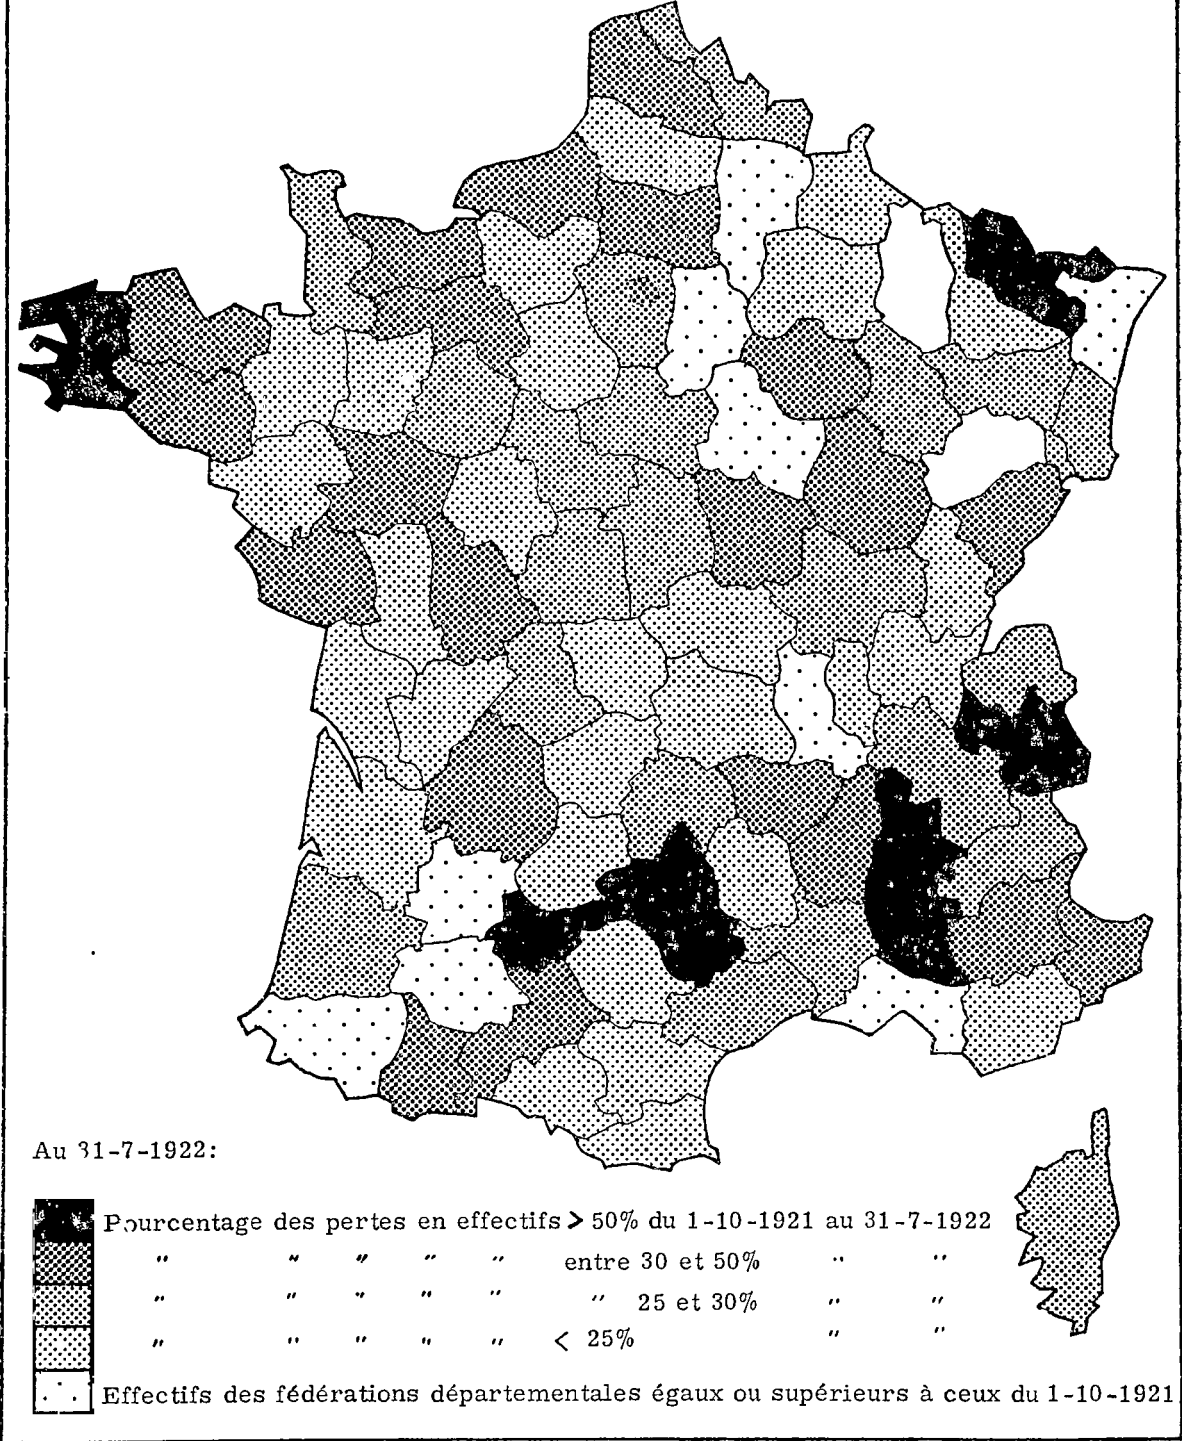 Au 31-7-1922:
Pourcentage des pertes en effectifs > 50% du 1-10-1921 au 31-7-1922
" " " " " entre 30 et 50% " "
" " " " " " 25 et 30% " "
" " " " " < 25% " "
Effectifs des fédérations départementales égaux ou supérieurs à ceux du 1-10-1921